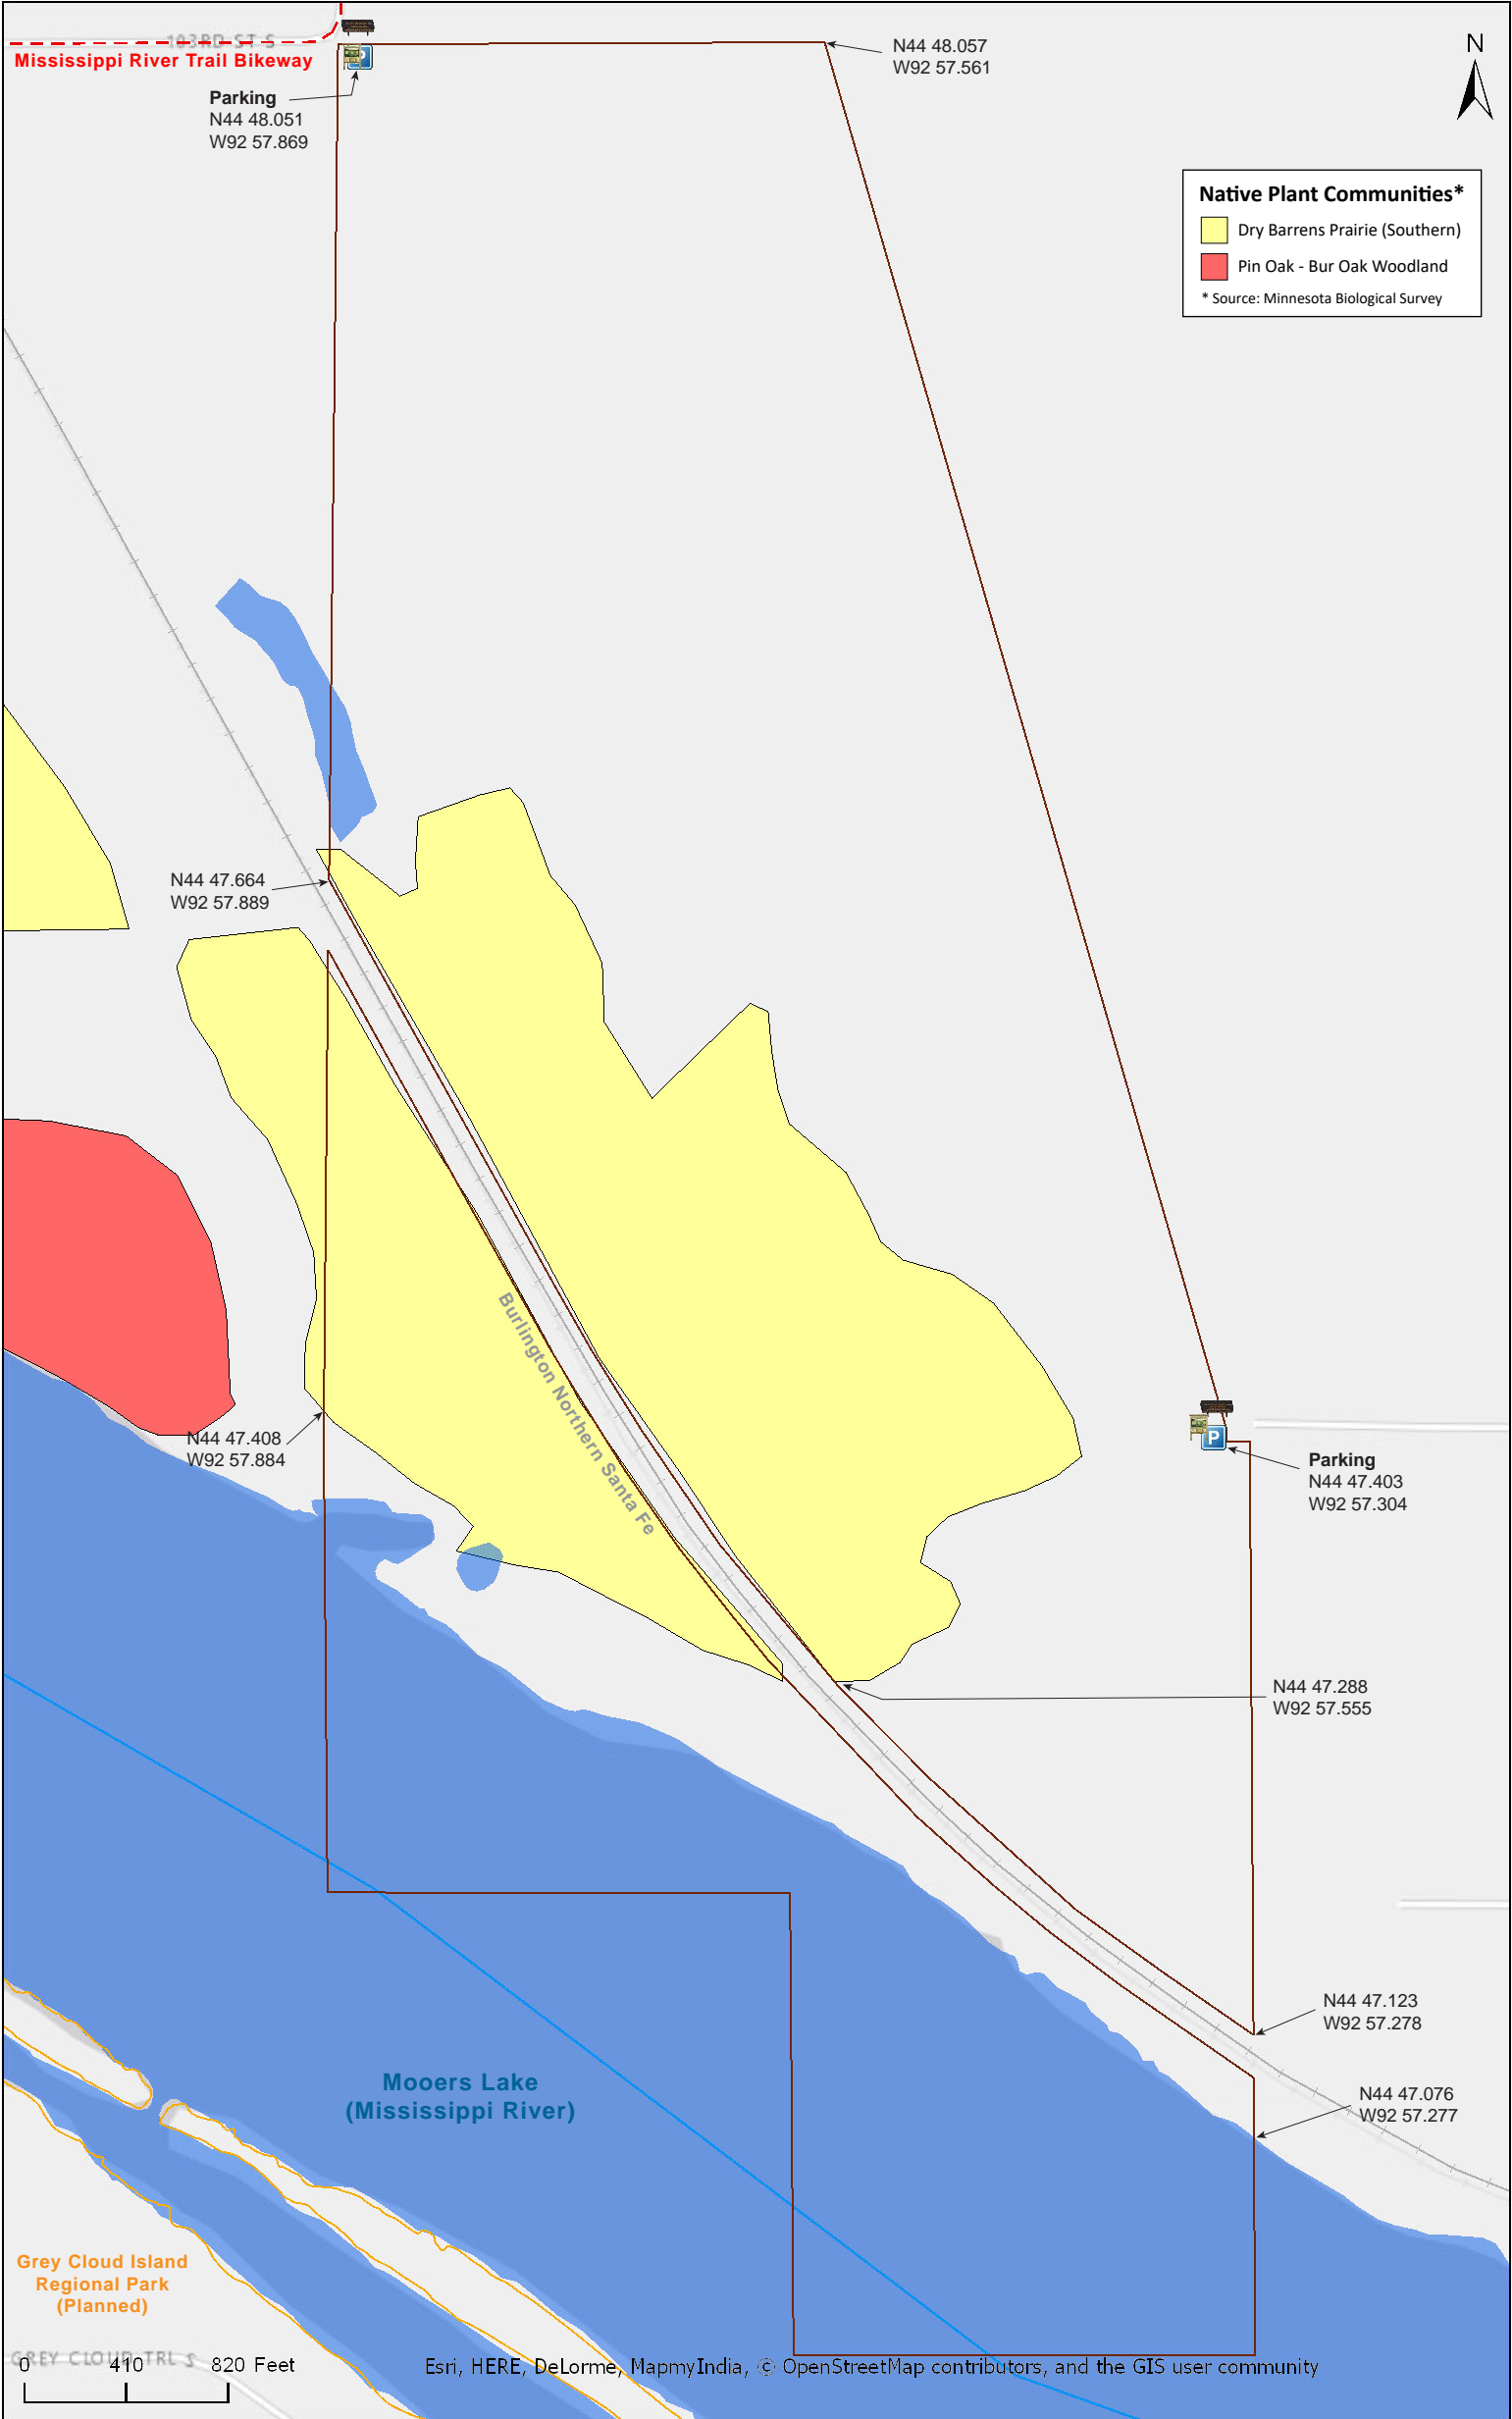 103RD ST S
Mississippi River Trail Bikeway
Parking
N44 48.051
W92 57.869
N44 48.057
W92 57.561
N
Native Plant Communities*
Dry Barrens Prairie (Southern)
Pin Oak - Bur Oak Woodland
* Source: Minnesota Biological Survey
N44 47.664
W92 57.889
N44 47.408
W92 57.884
Burlington Northern Santa Fe
P
Parking
N44 47.403
W92 57.304
N44 47.288
W92 57.555
N44 47.123
W92 57.278
N44 47.076
W92 57.277
Mooers Lake
(Mississippi River)
Grey Cloud Island
Regional Park
(Planned)
GREY CLOUD TRL S
0 410 820 Feet
Esri, HERE, DeLorme, MapmyIndia, © OpenStreetMap contributors, and the GIS user community